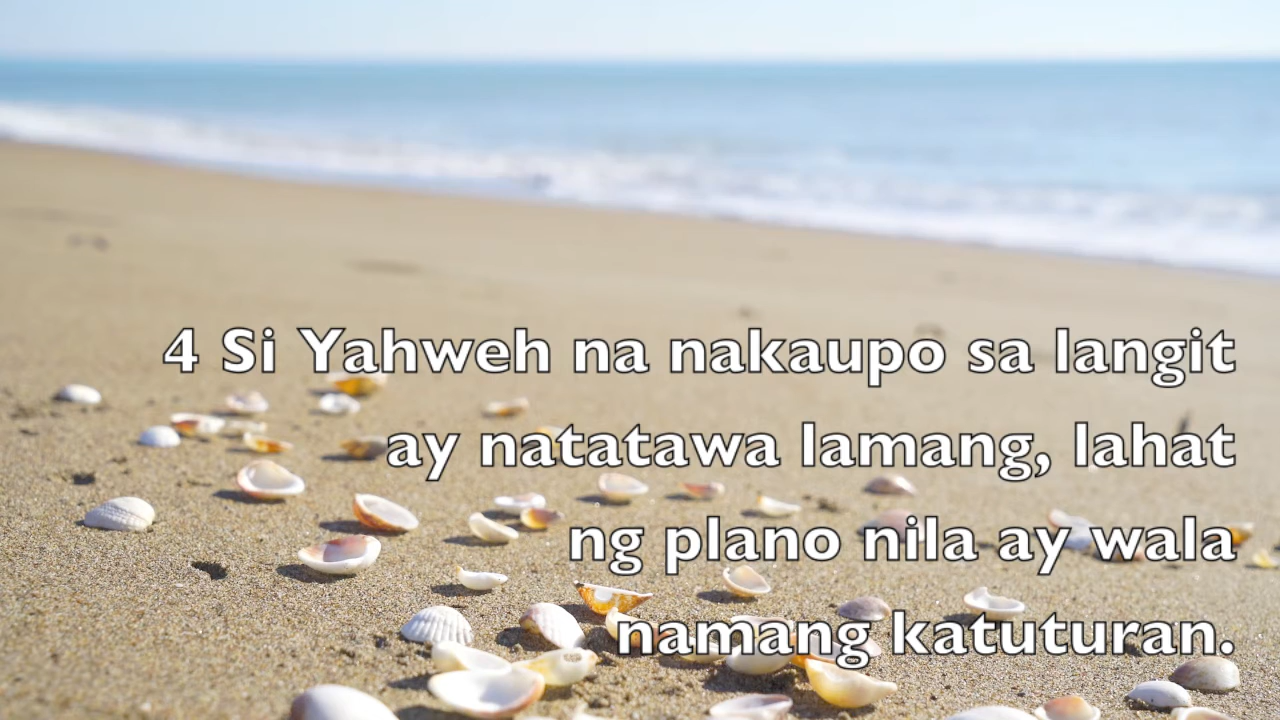 4 Si Yahweh na nakaupo sa langit
ay natatawa lamang, lahat
ng plano nila ay wala
namang katuturan.